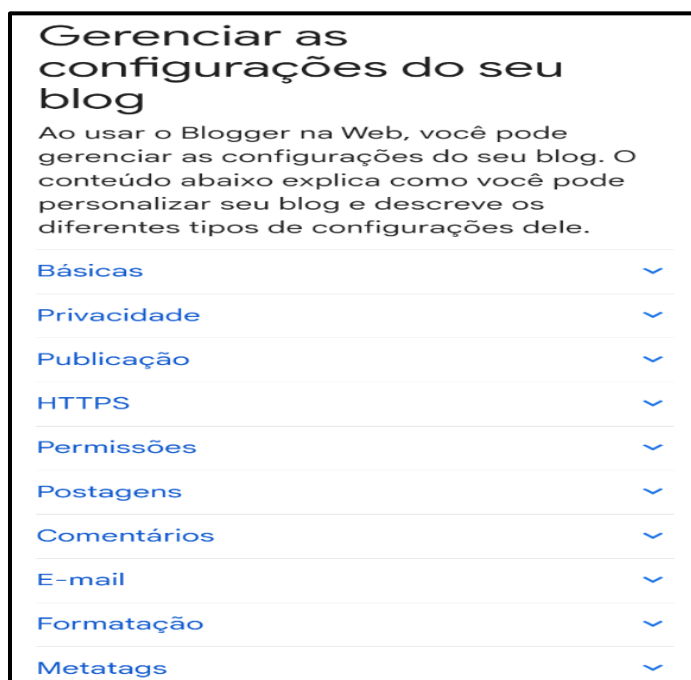 Gerenciar as
configurações do seu
blog
Ao usar o Blogger na Web, você pode
gerenciar as configurações do seu blog. O
conteúdo abaixo explica como você pode
personalizar seu blog e descreve os
diferentes tipos de configurações dele.
Básicas
Privacidade
Publicação
HTTPS
Permissões
Postagens
Comentários
E-mail
Formatação
Metatags